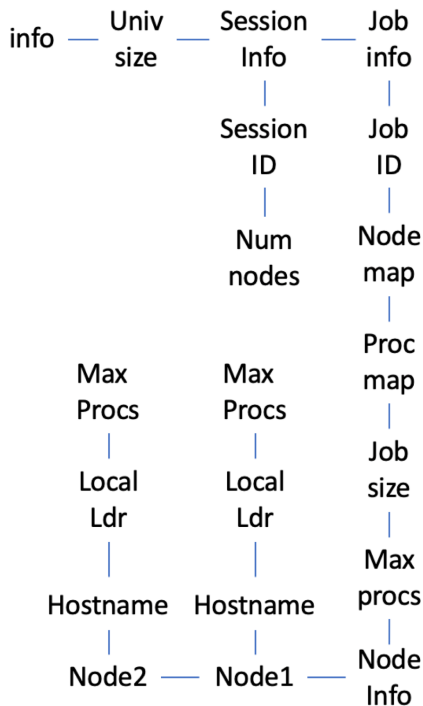 info
Univ
size
Session
Info
Job
info
Session
ID
Job
ID
Num
nodes
Node
map
Proc
map
Max
Procs
Max
Procs
Job
size
Local
Ldr
Local
Ldr
Max
procs
Hostname
Hostname
Node2
Node1
Node
Info